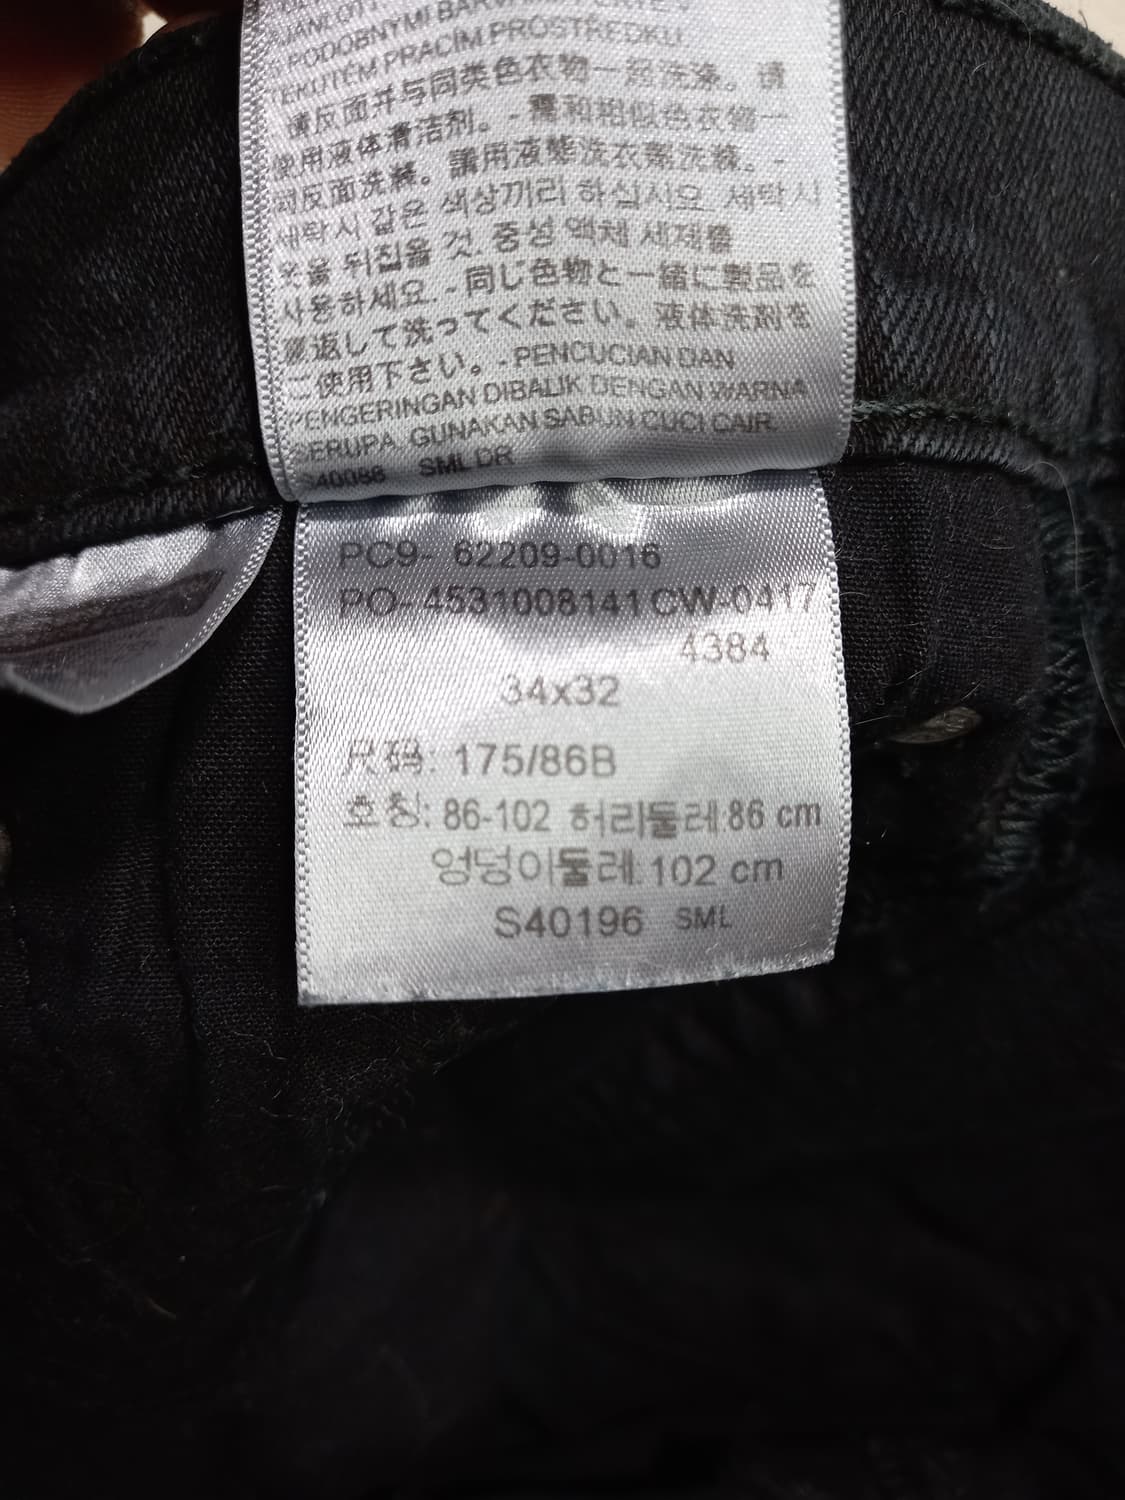 PODOBNÝMI
TEKUTÉM PRACÍM PROSTŘEDKU.
请反面并与同类色衣物一起洗涤。请
使用液体清洁剂。- 需和相似色衣物一
同反面洗滌。請用液態洗衣劑洗滌。-
세탁시 같은 색상끼리 하십시오. 세탁시
옷을 뒤집을 것. 중성 액체 세제를
사용하세요. - 同じ色物と一緒に製品を
裏返して洗ってください。液体洗剤を
ご使用下さい。- PENCUCIAN DAN
PENGERINGAN DIBALIK DENGAN WARNA
SERUPA. GUNAKAN SABUN CUCI CAIR.
S40088 SML DR
PC9- 62209-0016
PO- 4531008141 CW-0417
4384
34x32
尺码: 175/86B
호칭: 86-102 허리둘레:86 cm
엉덩이둘레:102 cm
S40196 SML